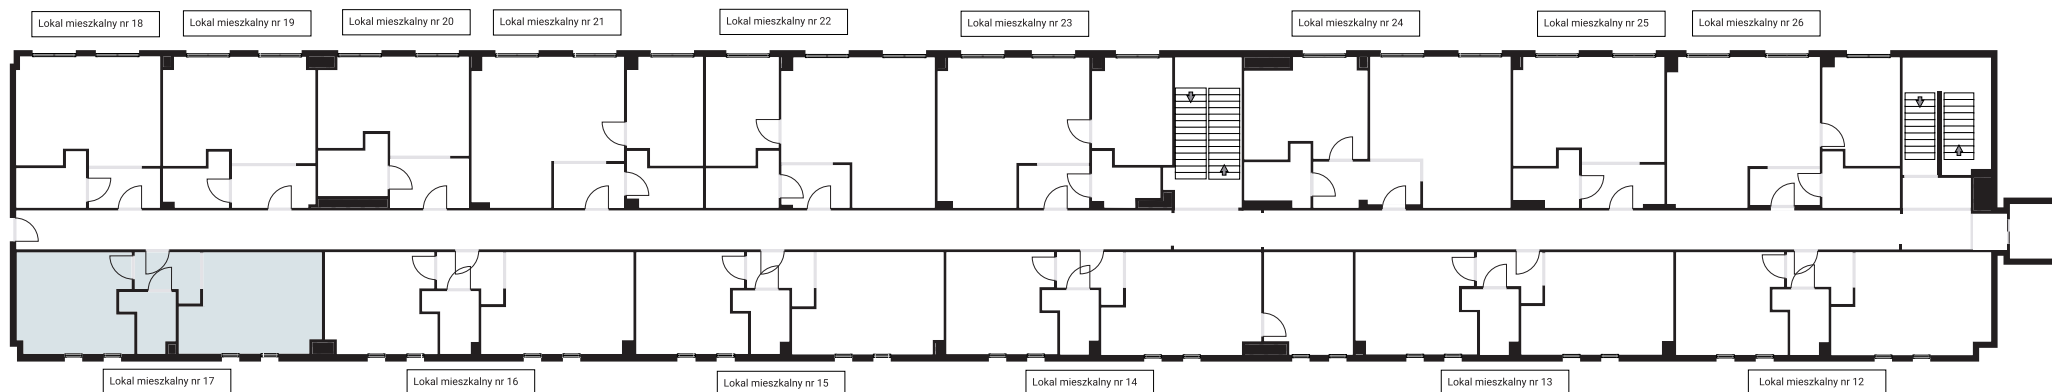 Lokal mieszkalny nr 18
Lokal mieszkalny nr 19
Lokal mieszkalny nr 20
Lokal mieszkalny nr 21
Lokal mieszkalny nr 22
Lokal mieszkalny nr 23
Lokal mieszkalny nr 24
Lokal mieszkalny nr 25
Lokal mieszkalny nr 26
Lokal mieszkalny nr 17
Lokal mieszkalny nr 16
Lokal mieszkalny nr 15
Lokal mieszkalny nr 14
Lokal mieszkalny nr 13
Lokal mieszkalny nr 12